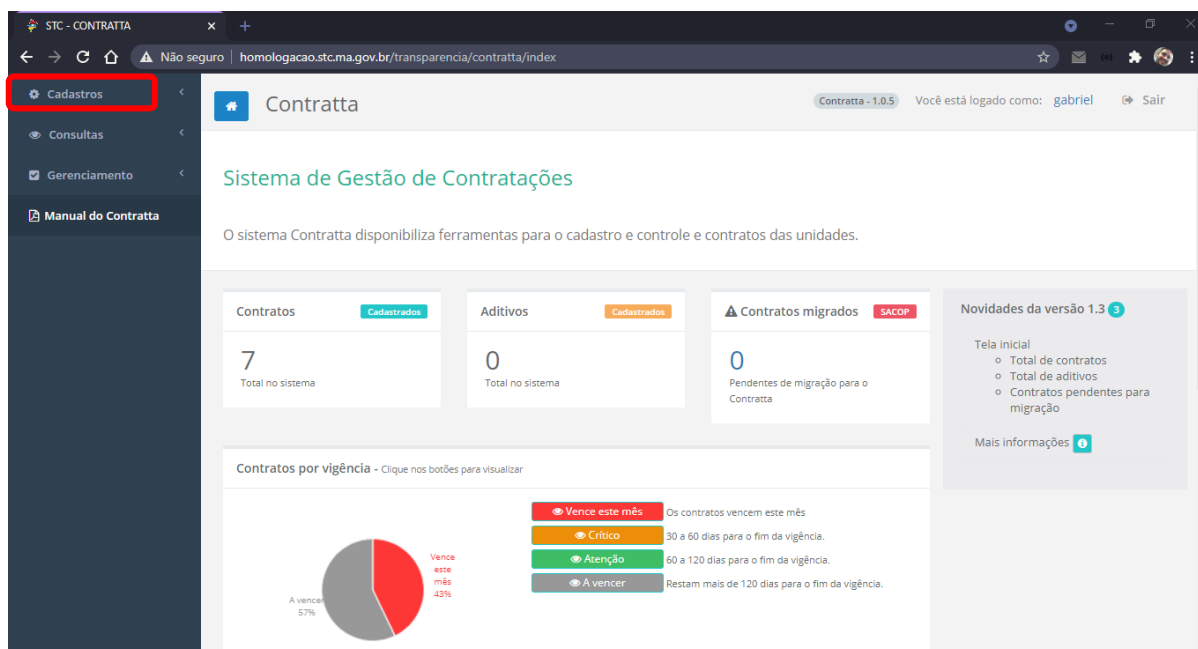 STC - CONTRATTA
Não seguro | homologacao.stc.ma.gov.br/transparencia/contratta/index
Cadastros
Consultas
Gerenciamento
Manual do Contratta
Contratta
Contratta - 1.0.5 Você está logado como: gabriel Sair
Sistema de Gestão de Contratações
O sistema Contratta disponibiliza ferramentas para o cadastro e controle e contratos das unidades.
Contratos Cadastrados
7
Total no sistema
Aditivos Cadastrados
0
Total no sistema
Contratos migrados SACOP
0
Pendentes de migração para o
Contratta
Novidades da versão 1.3 3
Tela inicial
Total de contratos
Total de aditivos
Contratos pendentes para
migração
Mais informações
Contratos por vigência - Clique nos botões para visualizar
Vence
este
mês
43%
A vencer
57%
Vence este mês Os contratos vencem este mês
Crítico 30 a 60 dias para o fim da vigência.
Atenção 60 a 120 dias para o fim da vigência.
A vencer Restam mais de 120 dias para o fim da vigência.